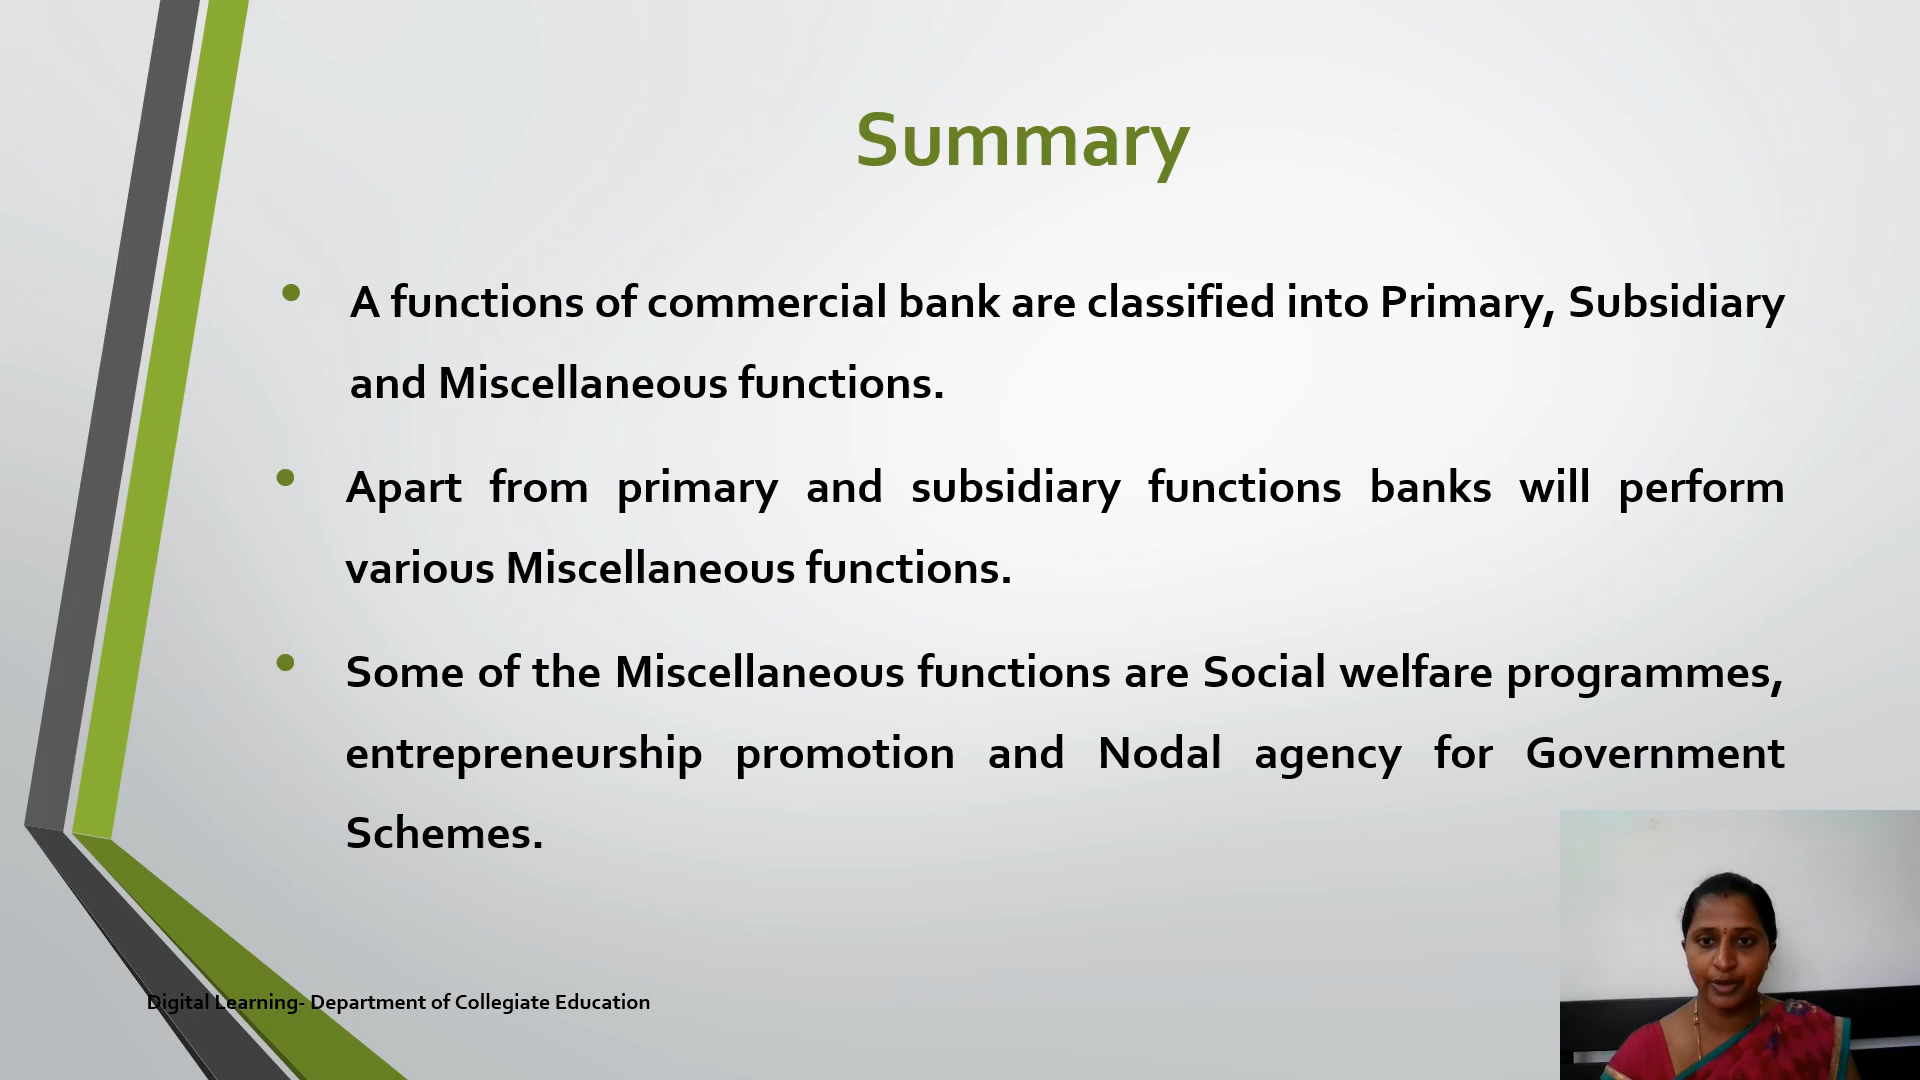 Summary
• A functions of commercial bank are classified into Primary, Subsidiary
and Miscellaneous functions.
• Apart from primary and subsidiary functions banks will perform
various Miscellaneous functions.
• Some of the Miscellaneous functions are Social welfare programmes,
entrepreneurship promotion and Nodal agency for Government
Schemes.
Digital Learning- Department of Collegiate Education